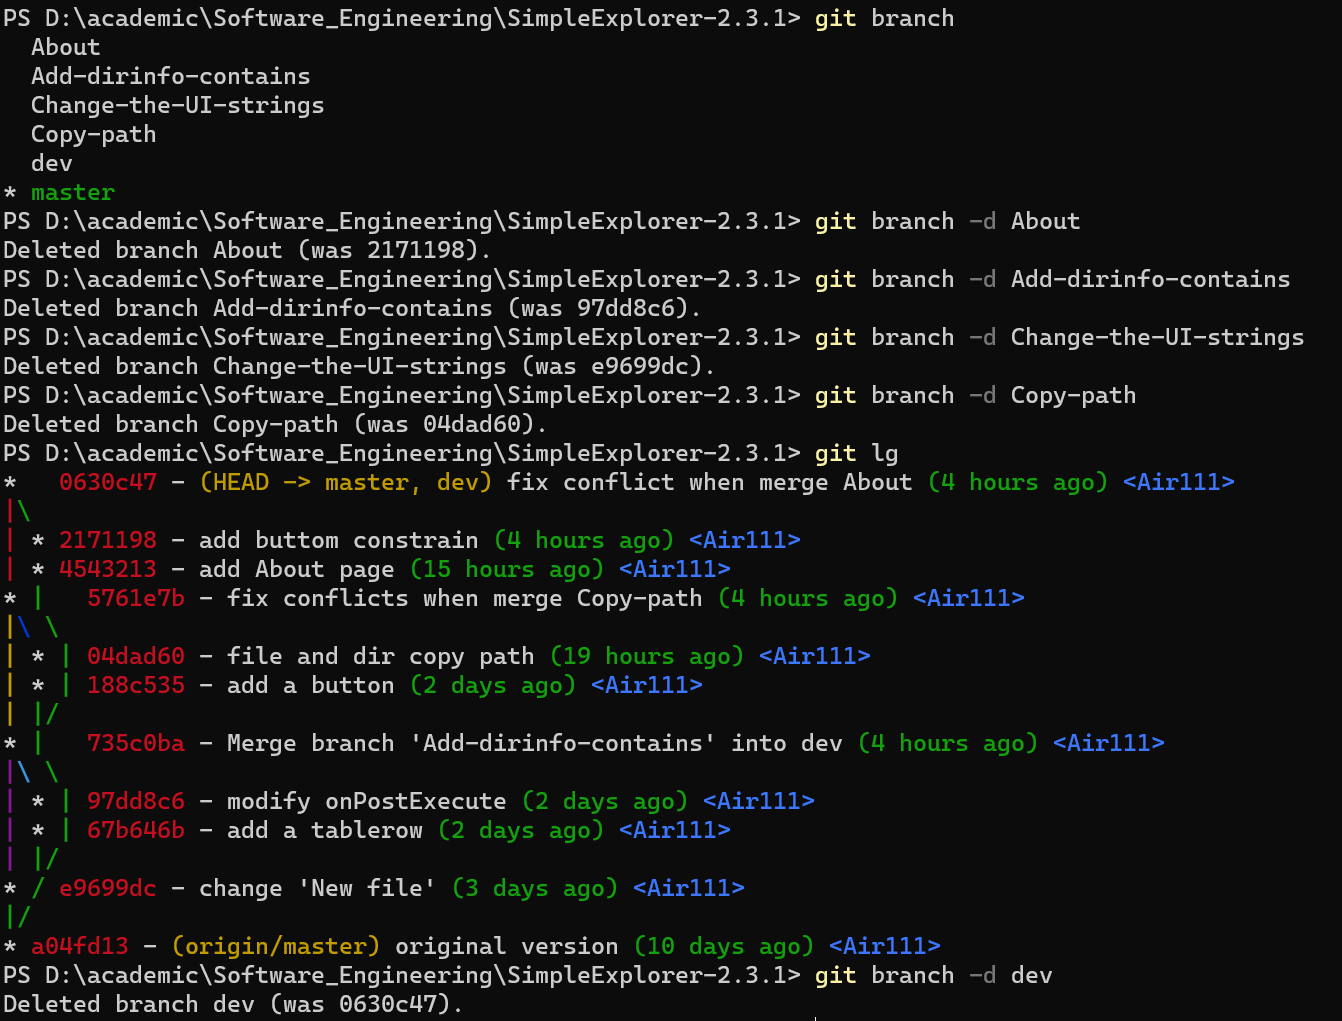 PS D:\academic\Software_Engineering\SimpleExplorer-2.3.1> git branch
  About
  Add-dirinfo-contains
  Change-the-UI-strings
  Copy-path
  dev
* master
PS D:\academic\Software_Engineering\SimpleExplorer-2.3.1> git branch -d About
Deleted branch About (was 2171198).
PS D:\academic\Software_Engineering\SimpleExplorer-2.3.1> git branch -d Add-dirinfo-contains
Deleted branch Add-dirinfo-contains (was 97dd8c6).
PS D:\academic\Software_Engineering\SimpleExplorer-2.3.1> git branch -d Change-the-UI-strings
Deleted branch Change-the-UI-strings (was e9699dc).
PS D:\academic\Software_Engineering\SimpleExplorer-2.3.1> git branch -d Copy-path
Deleted branch Copy-path (was 04dad60).
PS D:\academic\Software_Engineering\SimpleExplorer-2.3.1> git lg
*   0630c47 - (HEAD -> master, dev) fix conflict when merge About (4 hours ago) <Air111>
|\
| * 2171198 - add buttom constrain (4 hours ago) <Air111>
| * 4543213 - add About page (15 hours ago) <Air111>
* |   5761e7b - fix conflicts when merge Copy-path (4 hours ago) <Air111>
|\ \
| * | 04dad60 - file and dir copy path (19 hours ago) <Air111>
| * | 188c535 - add a button (2 days ago) <Air111>
| |/
* |   735c0ba - Merge branch 'Add-dirinfo-contains' into dev (4 hours ago) <Air111>
|\ \
| * | 97dd8c6 - modify onPostExecute (2 days ago) <Air111>
| * | 67b646b - add a tablerow (2 days ago) <Air111>
| |/
* / e9699dc - change 'New file' (3 days ago) <Air111>
|/
* a04fd13 - (origin/master) original version (10 days ago) <Air111>
PS D:\academic\Software_Engineering\SimpleExplorer-2.3.1> git branch -d dev
Deleted branch dev (was 0630c47).